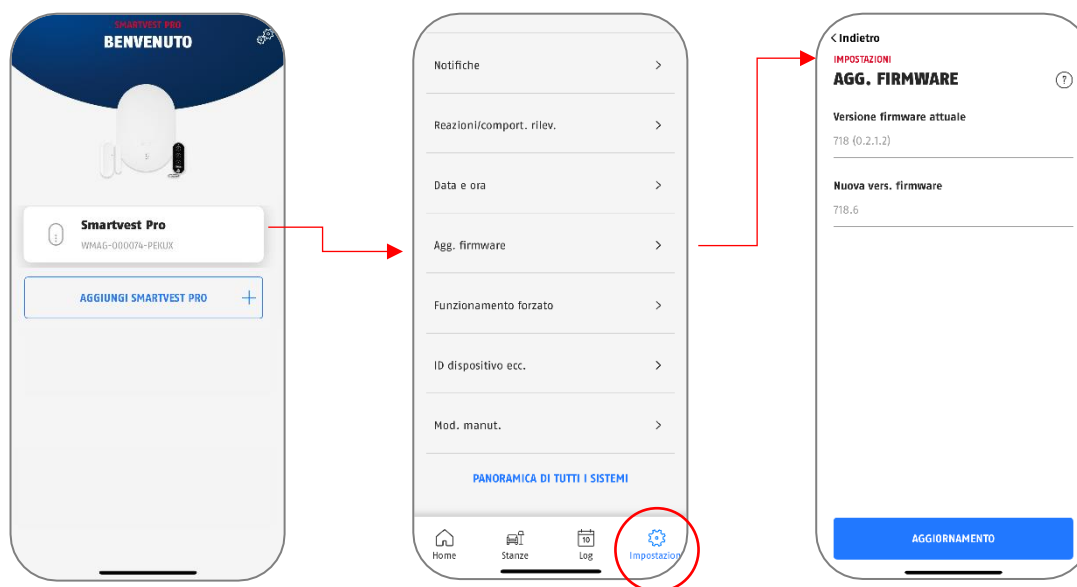 SMARTVEST PRO
BENVENUTO
S
Smartvest Pro
WMAG-000074-PEKUX
AGGIUNGI SMARTVEST PRO
Notifiche
Reazioni/comport. rilev.
Data e ora
Agg. firmware
Funzionamento forzato
ID dispositivo ecc.
Mod. manut.
PANORAMICA DI TUTTI I SISTEMI
10
Home Stanze Log Impostazion
Indietro
IMPOSTAZIONI
AGG. FIRMWARE ?
Versione firmware attuale
718 (0.2.1.2)
Nuova vers. firmware
718.6
AGGIORNAMENTO